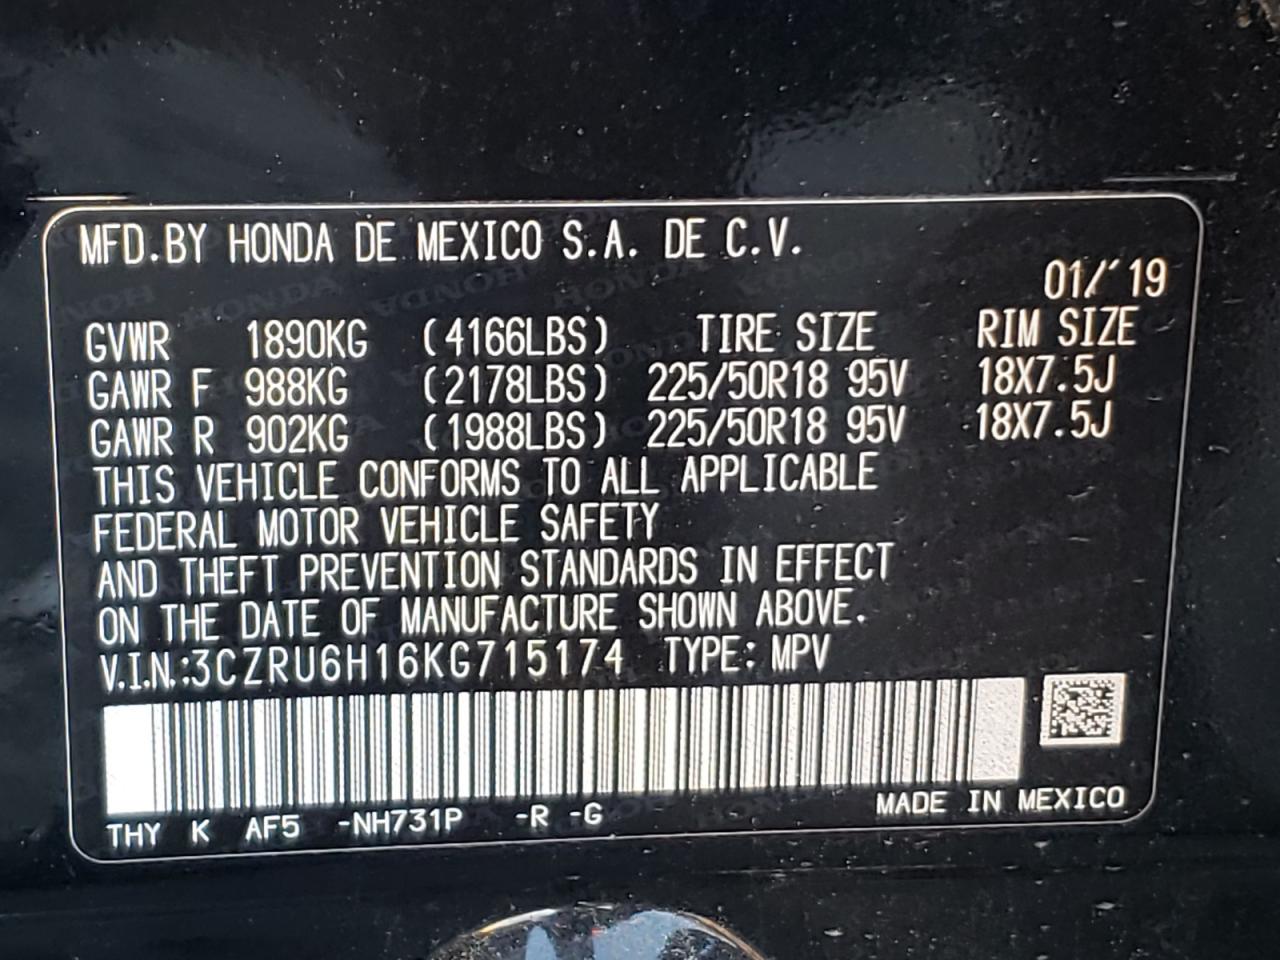 MFD.BY HONDA DE MEXICO S.A. DE C.V.
01/'19
GVWR 1890KG (4166LBS) TIRE SIZE RIM SIZE
GAWR F 988KG (2178LBS) 225/50R18 95V 18X7.5J
GAWR R 902KG (1988LBS) 225/50R18 95V 18X7.5J
THIS VEHICLE CONFORMS TO ALL APPLICABLE
FEDERAL MOTOR VEHICLE SAFETY
AND THEFT PREVENTION STANDARDS IN EFFECT
ON THE DATE OF MANUFACTURE SHOWN ABOVE.
V.I.N.:3CZRU6H16KG715174 TYPE: MPV
THY K AF5 -NH731P -R -G MADE IN MEXICO